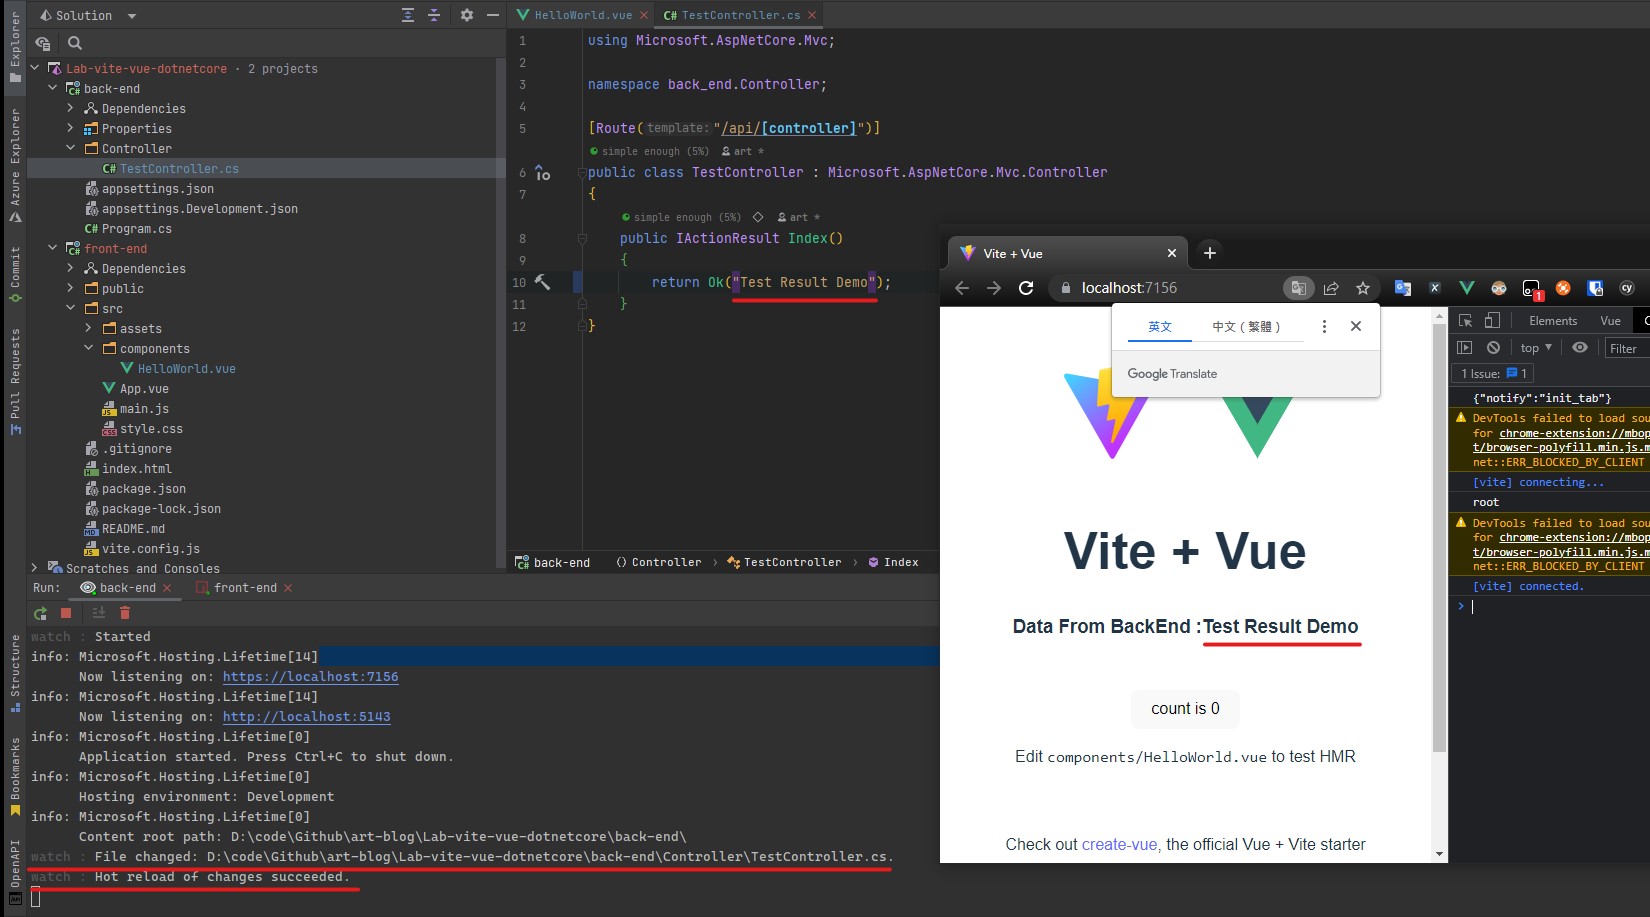 Solution
Explorer
Azure Explorer
Commit
Pull Requests
Structure
Bookmarks
OpenAPI
Lab-vite-vue-dotnetcore · 2 projects
back-end
Dependencies
Properties
Controller
C# TestController.cs
appsettings.json
appsettings.Development.json
C# Program.cs
front-end
Dependencies
public
src
assets
components
HelloWorld.vue
App.vue
main.js
style.css
.gitignore
index.html
package.json
package-lock.json
README.md
vite.config.js
Scratches and Consoles
HelloWorld.vue
C# TestController.cs
1 using Microsoft.AspNetCore.Mvc;
2
3 namespace back_end.Controller;
4
5 [Route( template: "/api/[controller]")]
simple enough (5%) art *
6 public class TestController : Microsoft.AspNetCore.Mvc.Controller
7 {
simple enough (5%) art *
8 public IActionResult Index()
9 {
10 return Ok("Test Result Demo");
11 }
12 }
back-end () Controller › TestController › Index
Run: back-end front-end
watch : Started
info: Microsoft.Hosting.Lifetime[14]
Now listening on: https://localhost:7156
info: Microsoft.Hosting.Lifetime[14]
Now listening on: http://localhost:5143
info: Microsoft.Hosting.Lifetime[0]
Application started. Press Ctrl+C to shut down.
info: Microsoft.Hosting.Lifetime[0]
Hosting environment: Development
info: Microsoft.Hosting.Lifetime[0]
Content root path: D:\code\Github\art-blog\Lab-vite-vue-dotnetcore\back-end\
watch : File changed: D:\code\Github\art-blog\Lab-vite-vue-dotnetcore\back-end\Controller\TestController.cs.
watch : Hot reload of changes succeeded.
Vite + Vue
localhost:7156
英文 中文（繁體）
Google Translate
Vite + Vue
Data From BackEnd :Test Result Demo
count is 0
Edit components/HelloWorld.vue to test HMR
Check out create-vue, the official Vue + Vite starter
Elements Vue
top Filter
1 Issue: 1
{"notify":"init_tab"}
DevTools failed to load sou
for chrome-extension://mbop
t/browser-polyfill.min.js.m
net::ERR_BLOCKED_BY_CLIENT
[vite] connecting...
root
DevTools failed to load sou
for chrome-extension://mbop
t/browser-polyfill.min.js.m
net::ERR_BLOCKED_BY_CLIENT
[vite] connected.